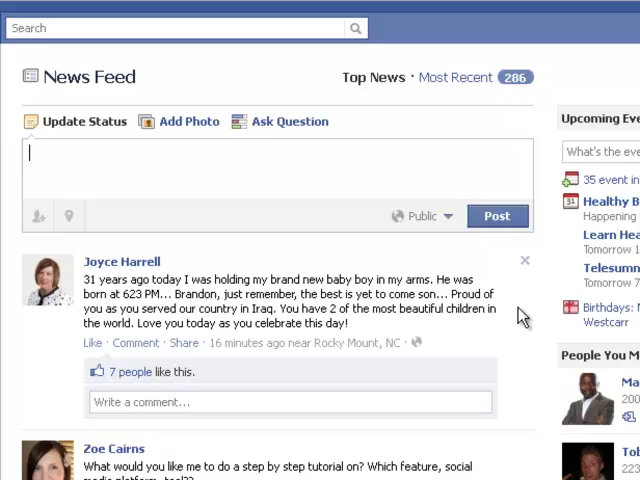 Search
News Feed
Top News · Most Recent 286
Update Status Add Photo Ask Question
Public Post
Joyce Harrell
31 years ago today I was holding my brand new baby boy in my arms. He was
born at 623 PM... Brandon, just remember, the best is yet to come son... Proud of
you as you served our country in Iraq. You have 2 of the most beautiful children in
the world. Love you today as you celebrate this day!
Like · Comment · Share · 16 minutes ago near Rocky Mount, NC ·
7 people like this.
Write a comment...
Zoe Cairns
What would you like me to do a step by step tutorial on? Which feature, social
Upcoming Eve
What's the eve
35 event in
31
Healthy B
Happening
Learn Hea
Tomorrow 1
Telesumn
Tomorrow 7
Birthdays:
Westcarr
People You M
Ma
200
Tob
223